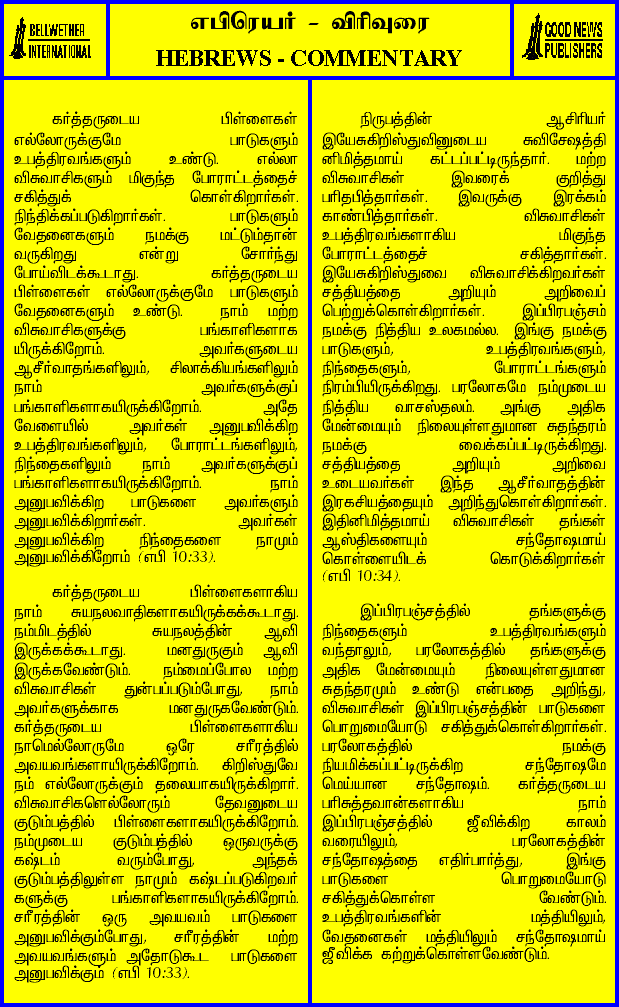 BELLWETHER
INTERNATIONAL
எபிரெயர் - விரிவுரை
HEBREWS - COMMENTARY
GOOD NEWS
PUBLISHERS
கர்த்தருடைய பிள்ளைகள்
எல்லோருக்குமே பாடுகளும்
உபத்திரவங்களும் உண்டு. எல்லா
விசுவாசிகளும் மிகுந்த போராட்டத்தைச்
சகித்துக் கொள்கிறார்கள்.
நிந்திக்கப்படுகிறார்கள். பாடுகளும்
வேதனைகளும் நமக்கு மட்டும்தான்
வருகிறது என்று சோர்ந்து
போய்விடக்கூடாது. கர்த்தருடைய
பிள்ளைகள் எல்லோருக்குமே பாடுகளும்
வேதனைகளும் உண்டு. நாம் மற்ற
விசுவாசிகளுக்கு பங்காளிகளாக
யிருக்கிறோம். அவர்களுடைய
ஆசீர்வாதங்களிலும், சிலாக்கியங்களிலும்
நாம் அவர்களுக்குப்
பங்காளிகளாகயிருக்கிறோம். அதே
வேளையில் அவர்கள் அனுபவிக்கிற
உபத்திரவங்களிலும், போராட்டங்களிலும்,
நிந்தைகளிலும் நாம் அவர்களுக்குப்
பங்காளிகளாகயிருக்கிறோம். நாம்
அனுபவிக்கிற பாடுகளை அவர்களும்
அனுபவிக்கிறார்கள். அவர்கள்
அனுபவிக்கிற நிந்தைகளை நாமும்
அனுபவிக்கிறோம் (எபி 10:33).
கர்த்தருடைய பிள்ளைகளாகிய
நாம் சுயநலவாதிகளாகயிருக்கக்கூடாது.
நம்மிடத்தில் சுயநலத்தின் ஆவி
இருக்கக்கூடாது. மனதுருகும் ஆவி
இருக்கவேண்டும். நம்மைப்போல மற்ற
விசுவாசிகள் துன்பப்படும்போது, நாம்
அவர்களுக்காக மனதுருகவேண்டும்.
கர்த்தருடைய பிள்ளைகளாகிய
நாமெல்லோருமே ஒரே சரீரத்தில்
அவயவங்களாயிருக்கிறோம். கிறிஸ்துவே
நம் எல்லோருக்கும் தலையாகயிருக்கிறார்.
விசுவாசிகளெல்லோரும் தேவனுடைய
குடும்பத்தில் பிள்ளைகளாகயிருக்கிறோம்.
நம்முடைய குடும்பத்தில் ஒருவருக்கு
கஷ்டம் வரும்போது, அந்தக்
குடும்பத்திலுள்ள நாமும் கஷ்டப்படுகிறவர்
களுக்கு பங்காளிகளாகயிருக்கிறோம்.
சரீரத்தின் ஒரு அவயவம் பாடுகளை
அனுபவிக்கும்போது, சரீரத்தின் மற்ற
அவயவங்களும் அதோடுகூட பாடுகளை
அனுபவிக்கும் (எபி 10:33).
நிருபத்தின் ஆசிரியர்
இயேசுகிறிஸ்துவினுடைய சுவிசேஷத்தி
னிமித்தமாய் கட்டப்பட்டிருந்தார். மற்ற
விசுவாசிகள் இவரைக் குறித்து
பரிதபித்தார்கள். இவருக்கு இரக்கம்
காண்பித்தார்கள். விசுவாசிகள்
உபத்திரவங்களாகிய மிகுந்த
போராட்டத்தைச் சகித்தார்கள்.
இயேசுகிறிஸ்துவை விசுவாசிக்கிறவர்கள்
சத்தியத்தை அறியும் அறிவைப்
பெற்றுக்கொள்கிறார்கள். இப்பிரபஞ்சம்
நமக்கு நித்திய உலகமல்ல. இங்கு நமக்கு
பாடுகளும், உபத்திரவங்களும்,
நிந்தைகளும், போராட்டங்களும்
நிரம்பியிருக்கிறது. பரலோகமே நம்முடைய
நித்திய வாசஸ்தலம். அங்கு அதிக
மேன்மையும் நிலையுள்ளதுமான சுதந்தரம்
நமக்கு வைக்கப்பட்டிருக்கிறது.
சத்தியத்தை அறியும் அறிவை
உடையவர்கள் இந்த ஆசீர்வாதத்தின்
இரகசியத்தையும் அறிந்துகொள்கிறார்கள்.
இதினிமித்தமாய் விசுவாசிகள் தங்கள்
ஆஸ்திகளையும் சந்தோஷமாய்
கொள்ளையிடக் கொடுக்கிறார்கள்
(எபி 10:34).
இப்பிரபஞ்சத்தில் தங்களுக்கு
நிந்தைகளும் உபத்திரவங்களும்
வந்தாலும், பரலோகத்தில் தங்களுக்கு
அதிக மேன்மையும் நிலையுள்ளதுமான
சுதந்தரமும் உண்டு என்பதை அறிந்து,
விசுவாசிகள் இப்பிரபஞ்சத்தின் பாடுகளை
பொறுமையோடு சகித்துக்கொள்கிறார்கள்.
பரலோகத்தில் நமக்கு
நியமிக்கப்பட்டிருக்கிற சந்தோஷமே
மெய்யான சந்தோஷம். கர்த்தருடைய
பரிசுத்தவான்களாகிய நாம்
இப்பிரபஞ்சத்தில் ஜீவிக்கிற காலம்
வரையிலும், பரலோகத்தின்
சந்தோஷத்தை எதிர்பார்த்து, இங்கு
பாடுகளை பொறுமையோடு
சகித்துக்கொள்ள வேண்டும்.
உபத்திரவங்களின் மத்தியிலும்,
வேதனைகள் மத்தியிலும் சந்தோஷமாய்
ஜீவிக்க கற்றுக்கொள்ளவேண்டும்.